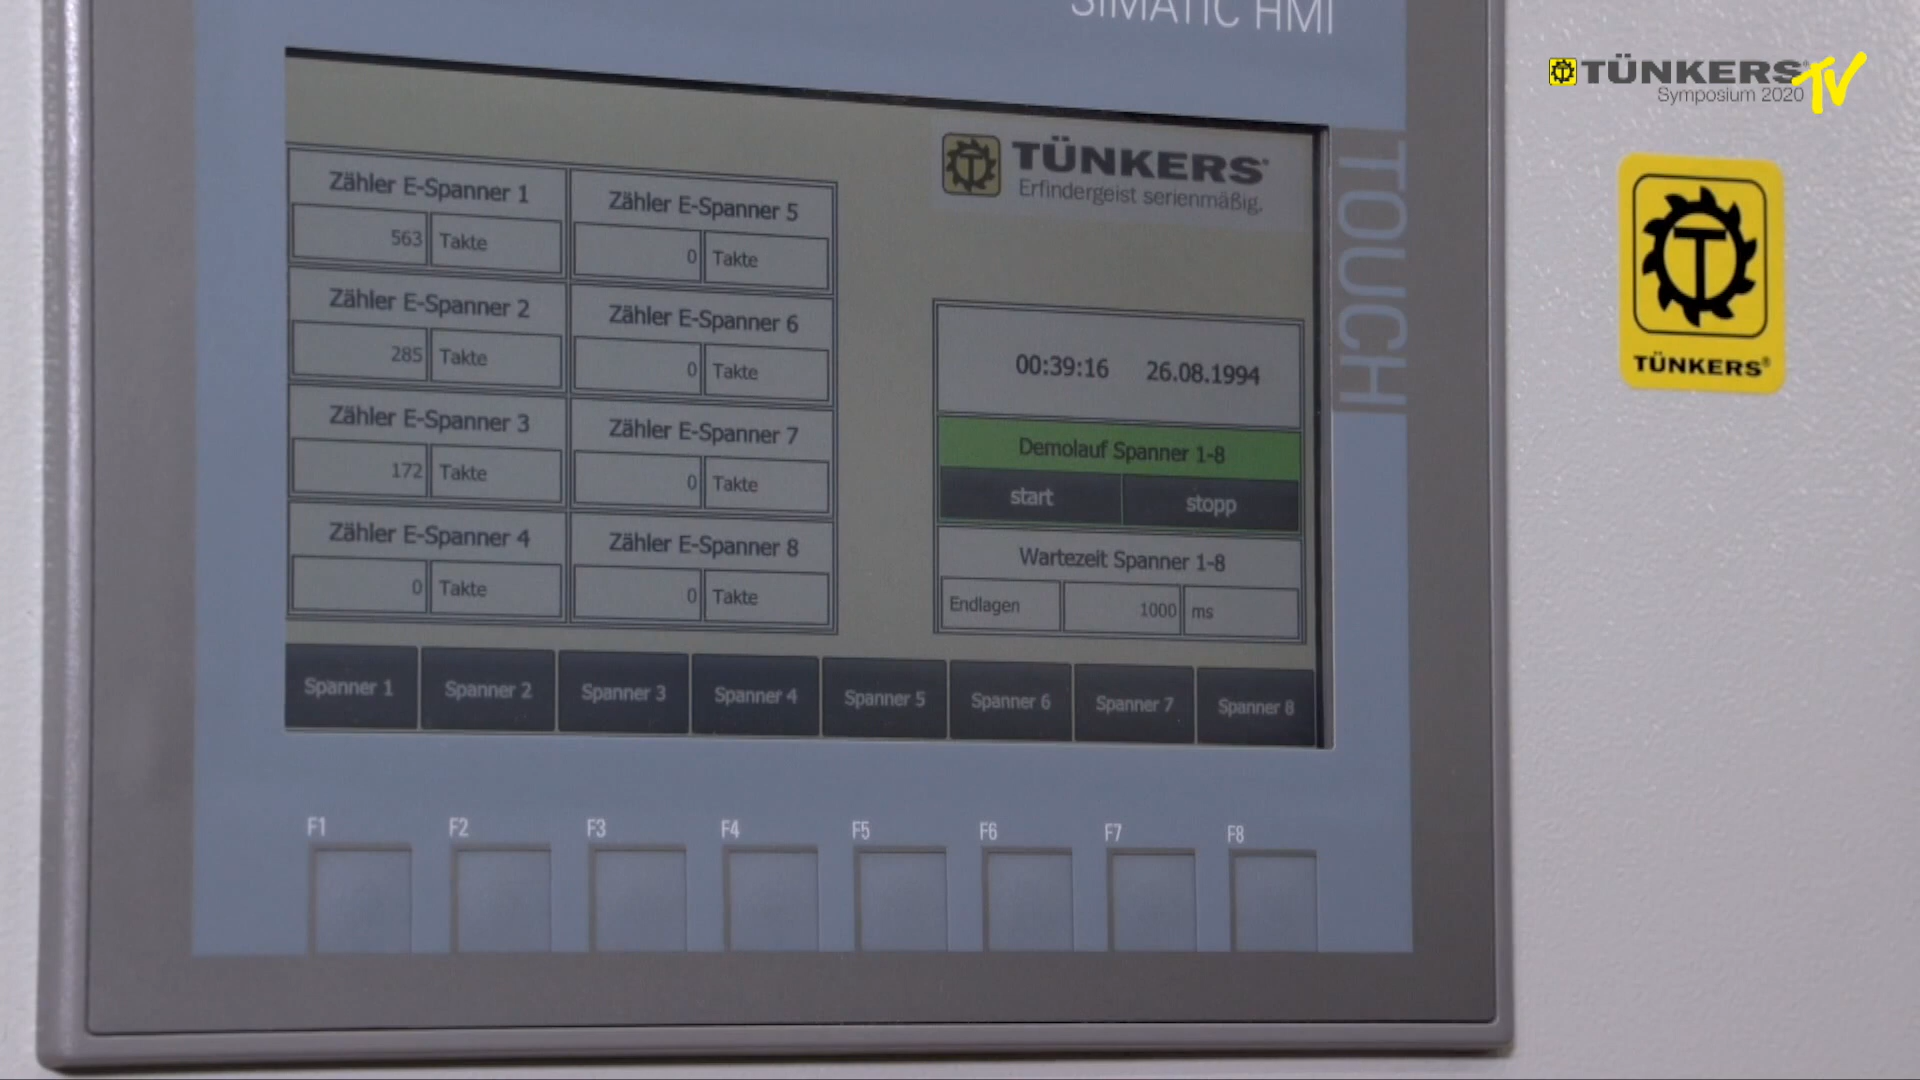 SIMATIC HMI
TÜNKERS® TV
Symposium 2020
TÜNKERS®
Erfindergeist serienmäßig.
TOUCH
TÜNKERS®
Zähler E-Spanner 1
563 Takte
Zähler E-Spanner 5
0 Takte
Zähler E-Spanner 2
285 Takte
Zähler E-Spanner 6
0 Takte
Zähler E-Spanner 3
172 Takte
Zähler E-Spanner 7
0 Takte
Zähler E-Spanner 4
0 Takte
Zähler E-Spanner 8
0 Takte
00:39:16 26.08.1994
Demolauf Spanner 1-8
start stopp
Wartezeit Spanner 1-8
Endlagen 1000 ms
Spanner 1 Spanner 2 Spanner 3 Spanner 4 Spanner 5 Spanner 6 Spanner 7 Spanner 8
F1 F2 F3 F4 F5 F6 F7 F8